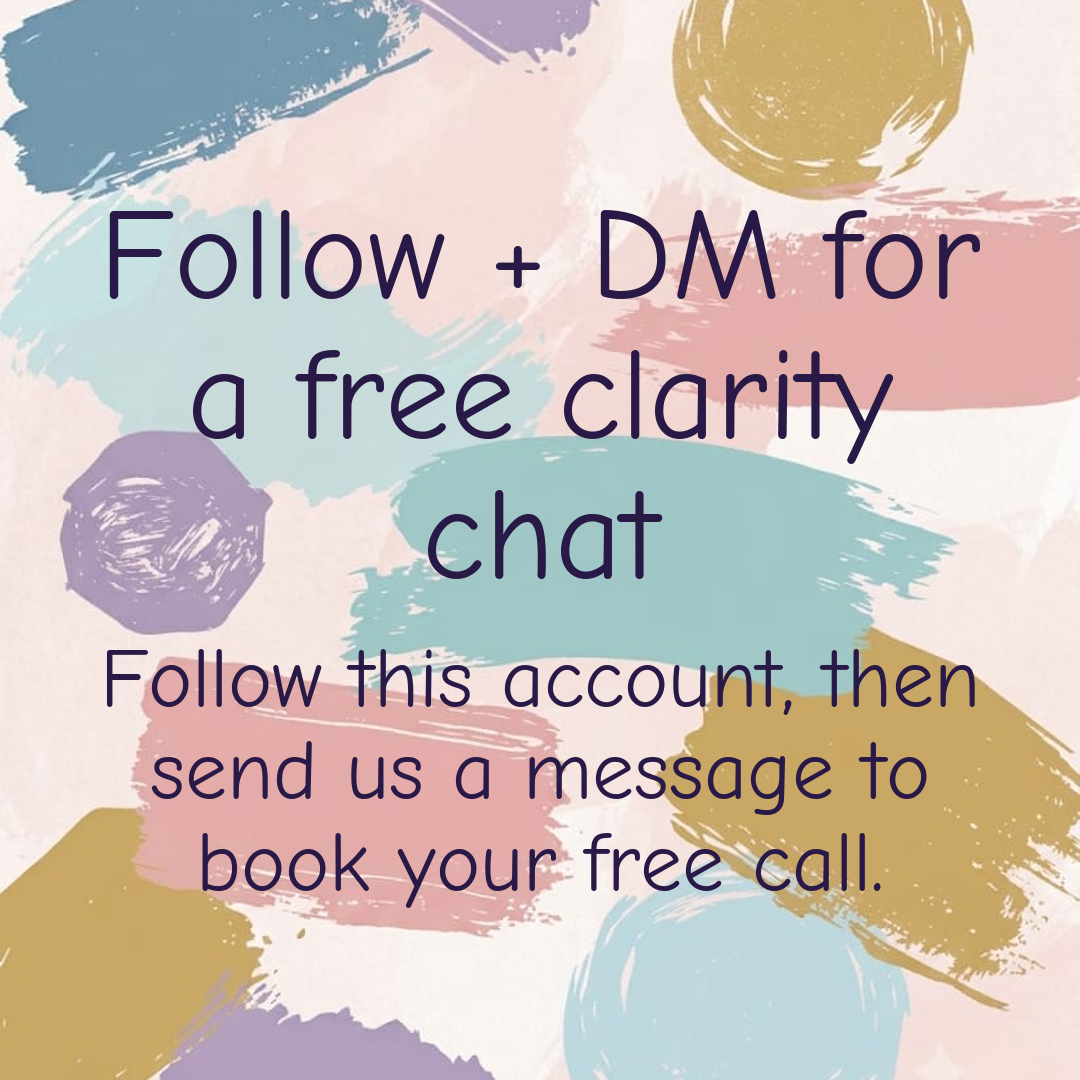 Follow + DM for
a free clarity
chat
Follow this account, then
send us a message to
book your free call.